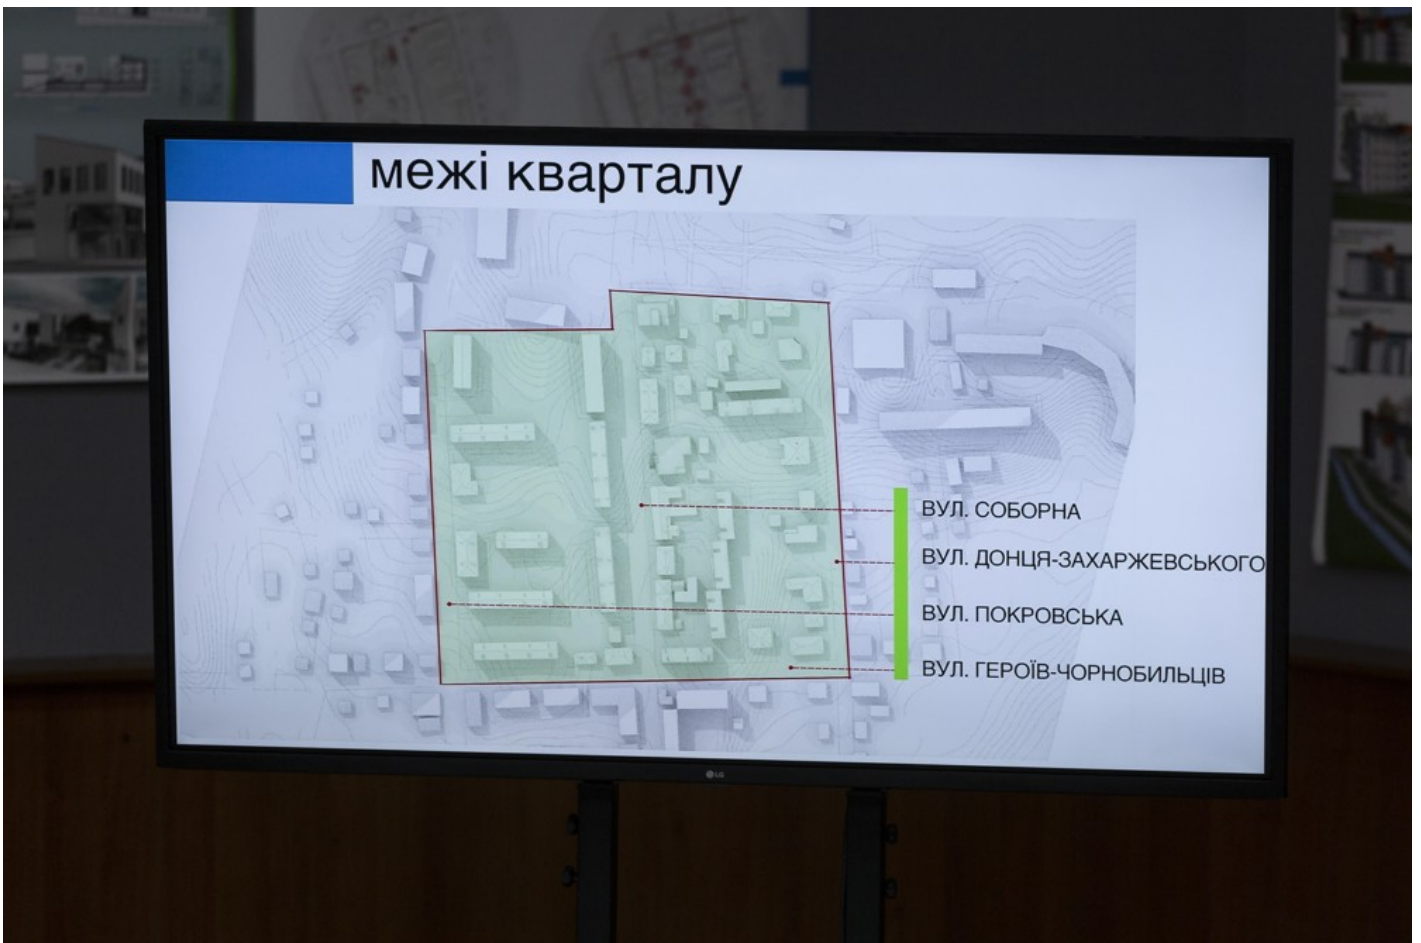 межі кварталу
ВУЛ. СОБОРНА
ВУЛ. ДОНЦЯ-ЗАХАРЖЕВСЬКОГО
ВУЛ. ПОКРОВСЬКА
ВУЛ. ГЕРОЇВ-ЧОРНОБИЛЬЦІВ
LG